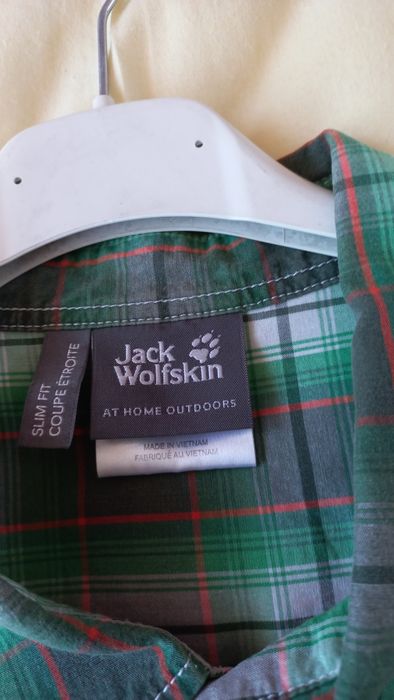 SLIM FIT
COUPE ÉTROITE
Jack
Wolfskin
AT HOME OUTDOORS
MADE IN VIETNAM
FABRIQUÉ AU VIETNAM